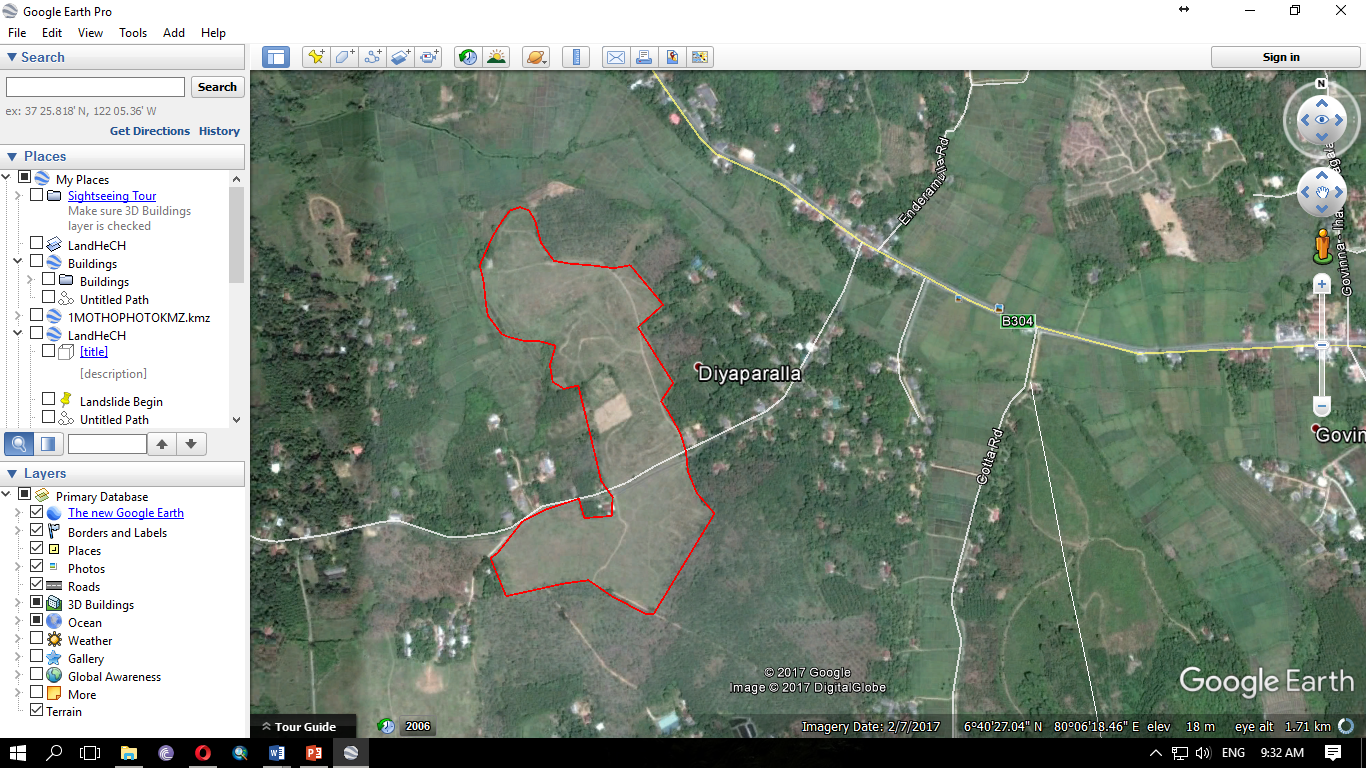 Google Earth Pro
File Edit View Tools Add Help
Search
Sign in
Search
ex: 37 25.818' N, 122 05.36' W
Get Directions History
Places
My Places
Sightseeing Tour
Make sure 3D Buildings
layer is checked
LandHeCH
Buildings
Buildings
Untitled Path
1MOTHOPHOTOKMZ.kmz
LandHeCH
[title]
[description]
Landslide Begin
Untitled Path
Layers
Primary Database
The new Google Earth
Borders and Labels
Places
Photos
Roads
3D Buildings
Ocean
Weather
Gallery
Global Awareness
More
Terrain
N
B304
Diyaparalla
Cotta Rd
© 2017 Google
Image © 2017 DigitalGlobe
Google Earth
Tour Guide
2006
Imagery Date: 2/7/2017 6°40'27.04" N 80°06'18.46" E elev 18 m eye alt 1.71 km
ENG 9:32 AM